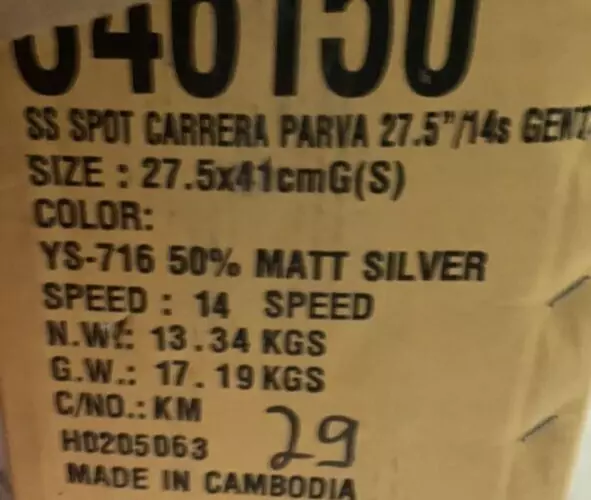 SS SPOT CARRERA PARVA 27.5"/14s GENT
SIZE : 27.5x41cmG(S)
COLOR:
YS-716 50% MATT SILVER
SPEED : 14 SPEED
N.W.: 13.34 KGS
G.W.: 17.19 KGS
C/NO.: KM
H0205063 29
MADE IN CAMBODIA